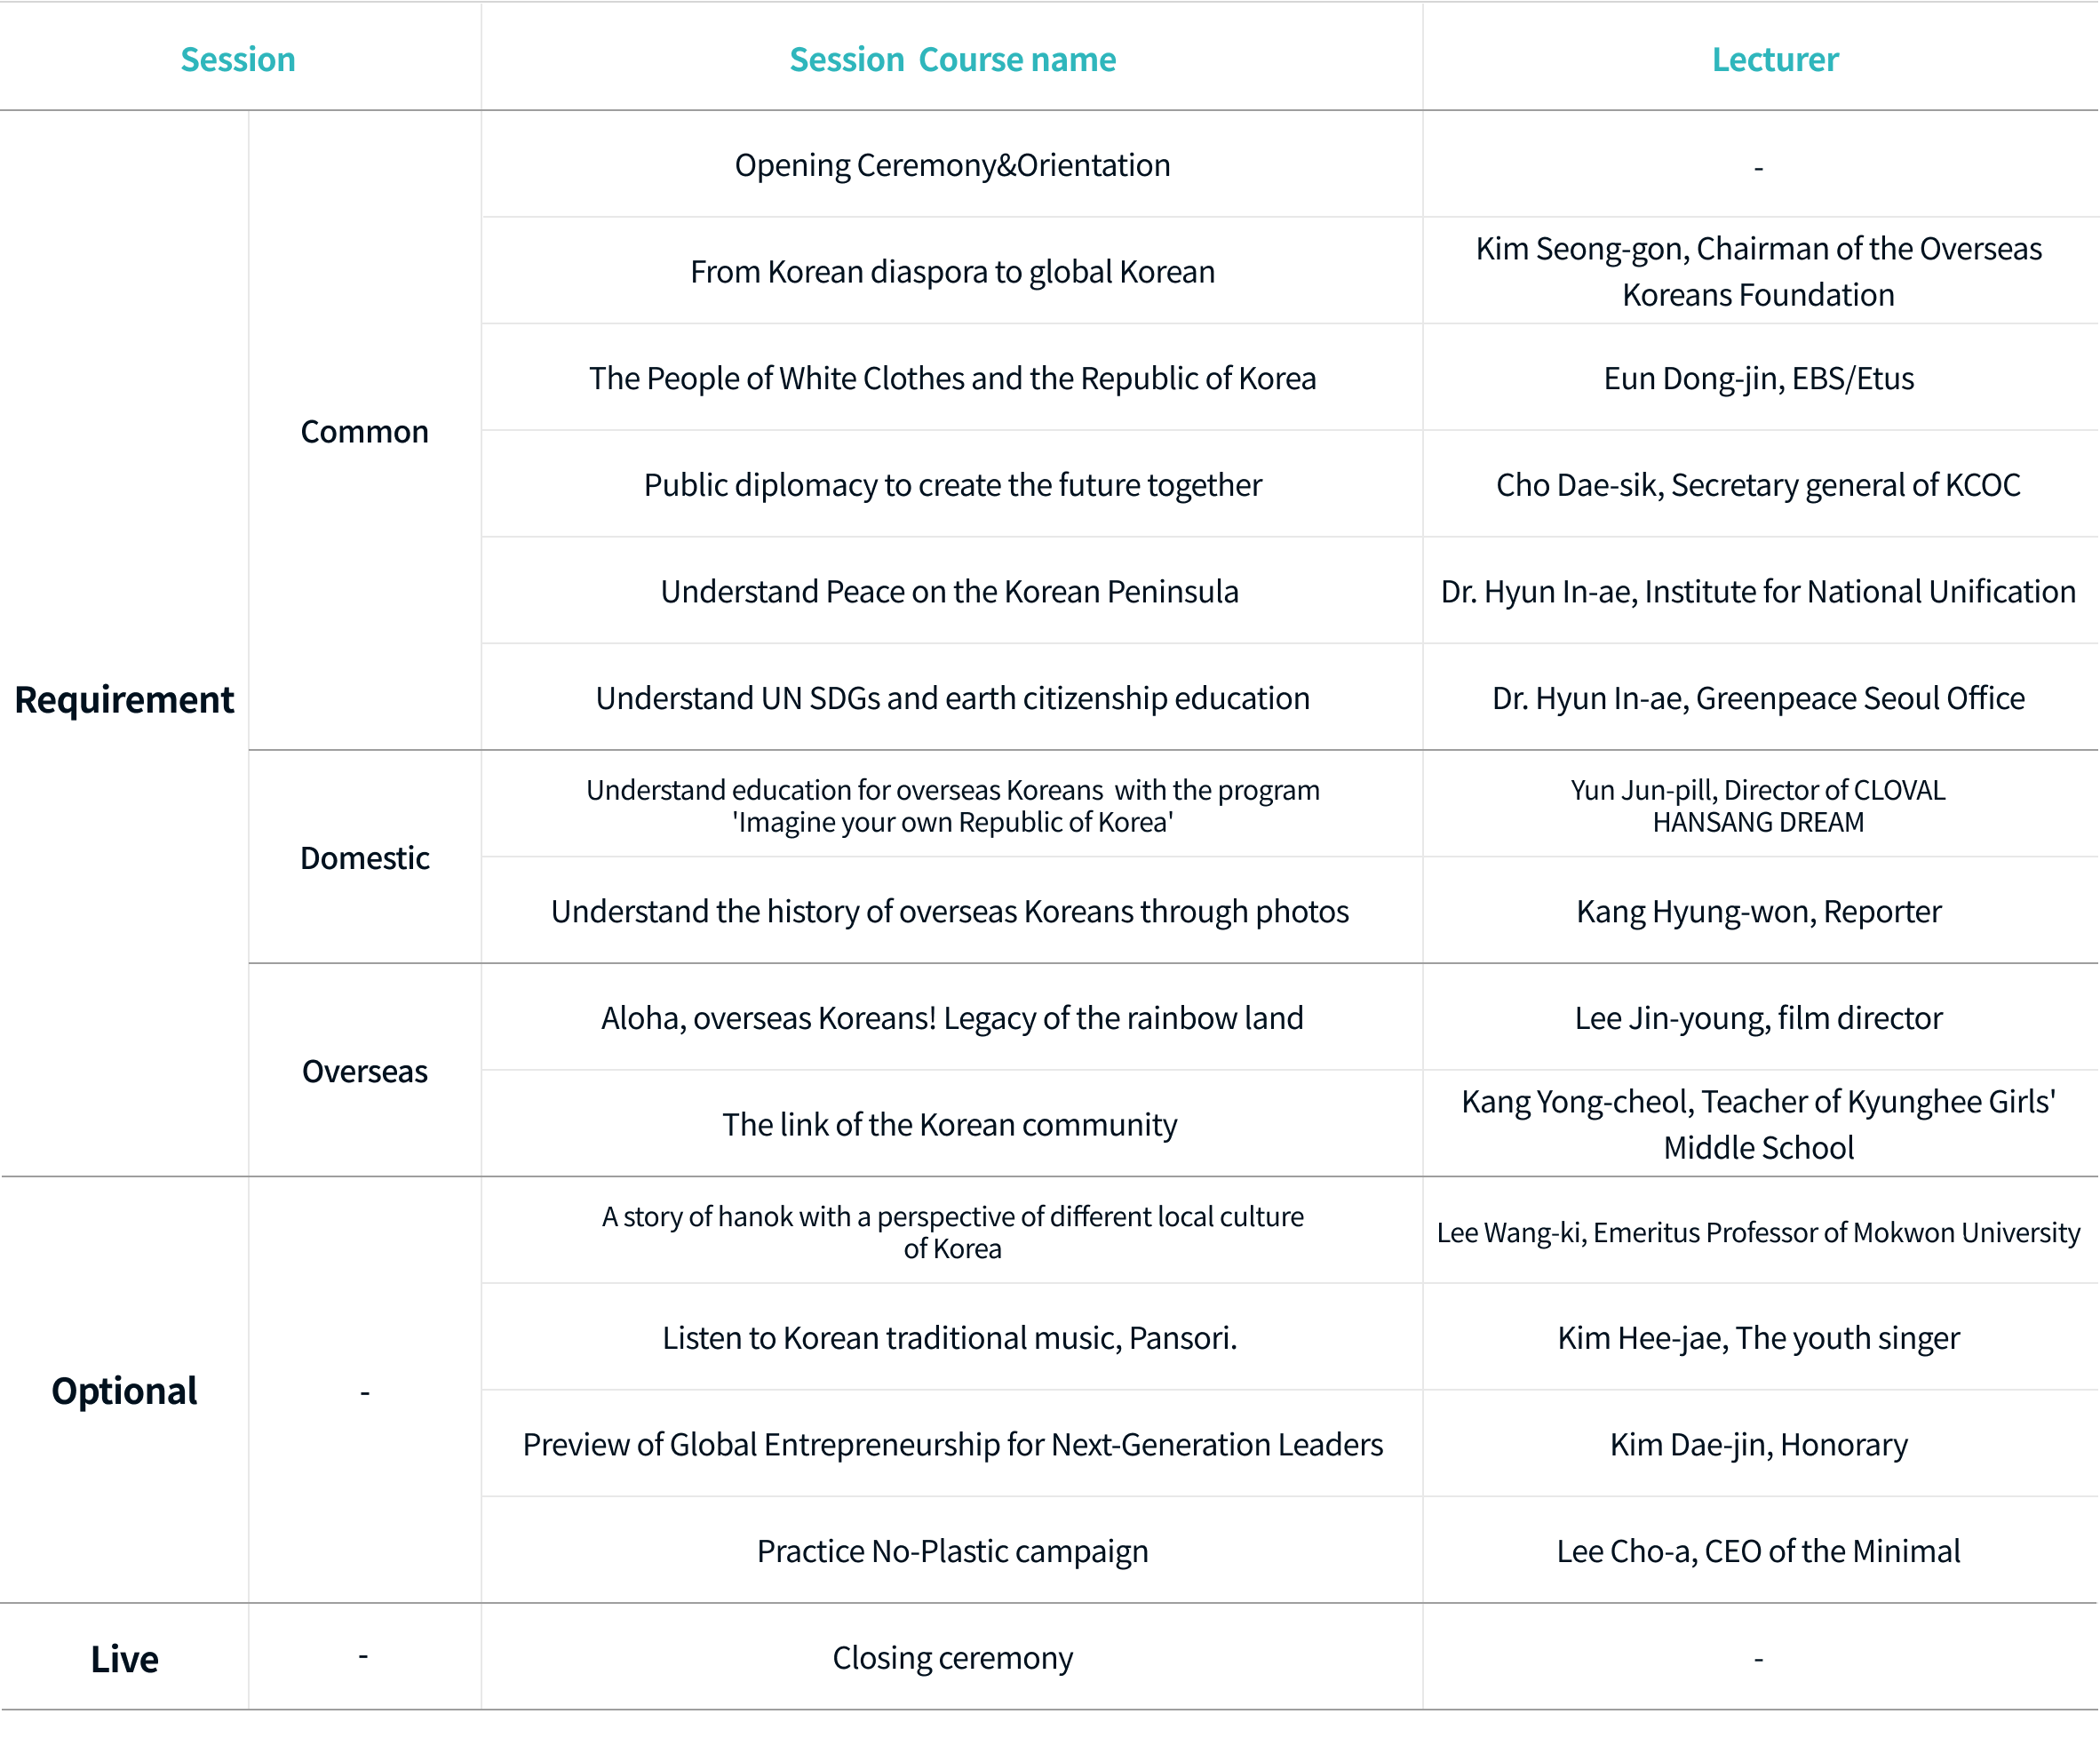 Session
Session  Course name
Lecturer
Requirement
Common
Opening Ceremony&Orientation
-
From Korean diaspora to global Korean
Kim Seong-gon, Chairman of the Overseas
Koreans Foundation
The People of White Clothes and the Republic of Korea
Eun Dong-jin, EBS/Etus
Public diplomacy to create the future together
Cho Dae-sik, Secretary general of KCOC
Understand Peace on the Korean Peninsula
Dr. Hyun In-ae, Institute for National Unification
Understand UN SDGs and earth citizenship education
Dr. Hyun In-ae, Greenpeace Seoul Office
Domestic
Understand education for overseas Koreans  with the program
'Imagine your own Republic of Korea'
Yun Jun-pill, Director of CLOVAL
HANSANG DREAM
Understand the history of overseas Koreans through photos
Kang Hyung-won, Reporter
Overseas
Aloha, overseas Koreans! Legacy of the rainbow land
Lee Jin-young, film director
The link of the Korean community
Kang Yong-cheol, Teacher of Kyunghee Girls'
Middle School
Optional
-
A story of hanok with a perspective of different local culture
of Korea
Lee Wang-ki, Emeritus Professor of Mokwon University
Listen to Korean traditional music, Pansori.
Kim Hee-jae, The youth singer
Preview of Global Entrepreneurship for Next-Generation Leaders
Kim Dae-jin, Honorary
Practice No-Plastic campaign
Lee Cho-a, CEO of the Minimal
Live
-
Closing ceremony
-